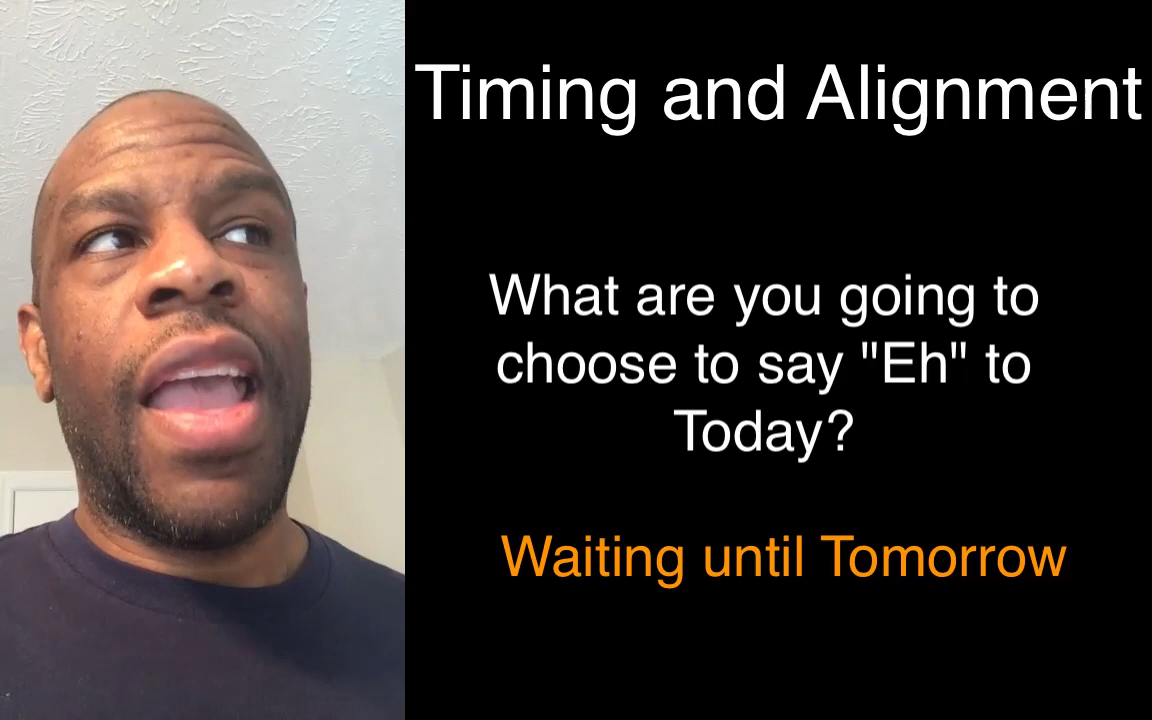 Timing and Alignment
What are you going to
choose to say "Eh" to
Today?
Waiting until Tomorrow